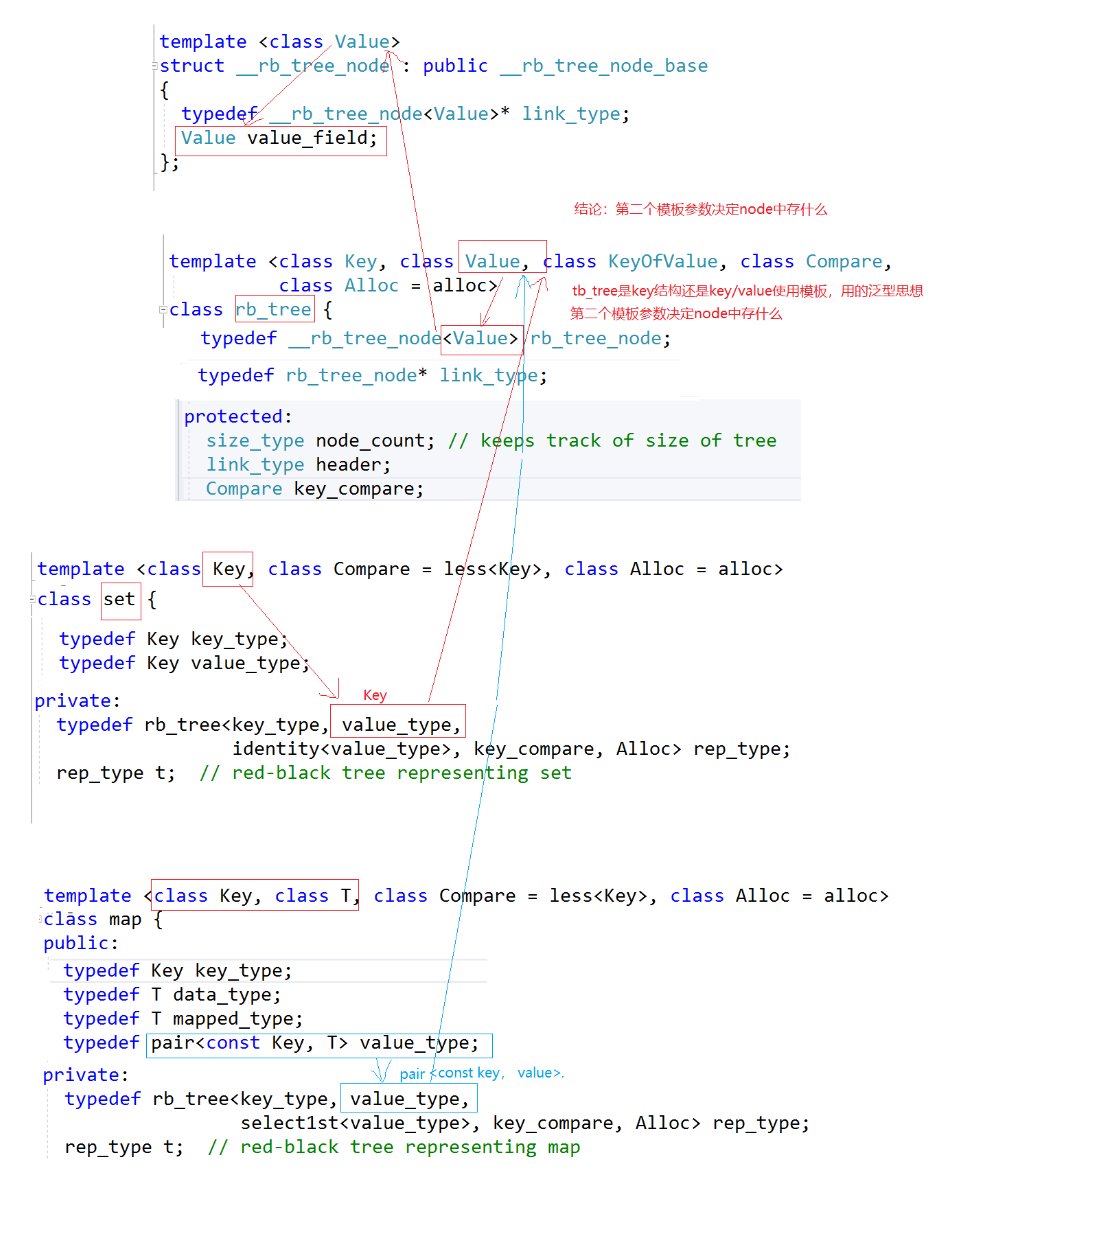 template <class Value>
struct __rb_tree_node : public __rb_tree_node_base
{
typedef __rb_tree_node<Value>* link_type;
Value value_field;
};
结论：第二个模板参数决定node中存什么
template <class Key, class Value, class KeyOfValue, class Compare,
class Alloc = alloc>
tb_tree是key结构还是key/value使用模板，用的泛型思想
class rb_tree {
第二个模板参数决定node中存什么
typedef __rb_tree_node<Value> rb_tree_node;
typedef rb_tree_node* link_type;
protected:
size_type node_count; // keeps track of size of tree
link_type header;
Compare key_compare;
template <class Key, class Compare = less<Key>, class Alloc = alloc>
class set {
typedef Key key_type;
typedef Key value_type;
private:
Key
typedef rb_tree<key_type, value_type,
identity<value_type>, key_compare, Alloc> rep_type;
rep_type t;  // red-black tree representing set
template <class Key, class T, class Compare = less<Key>, class Alloc = alloc>
class map {
public:
typedef Key key_type;
typedef T data_type;
typedef T mapped_type;
typedef pair<const Key, T> value_type;
private:
pair <const key， value>.
typedef rb_tree<key_type, value_type,
select1st<value_type>, key_compare, Alloc> rep_type;
rep_type t;  // red-black tree representing map